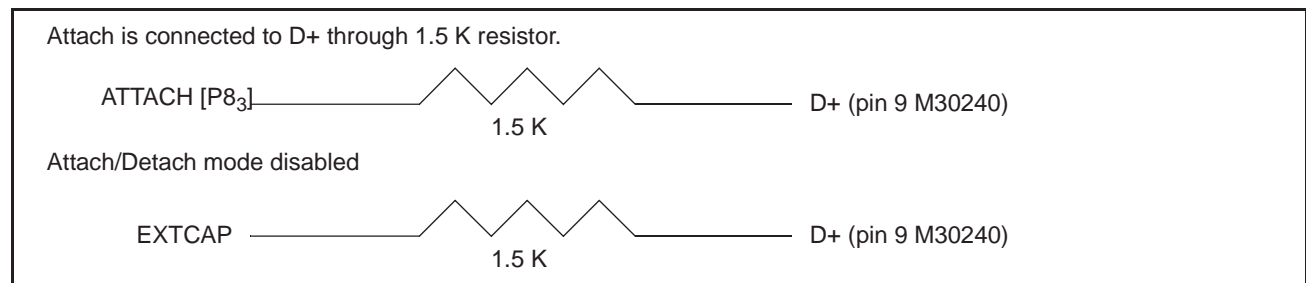 Attach is connected to D+ through 1.5 K resistor.
ATTACH [P8₃] D+ (pin 9 M30240)
1.5 K
Attach/Detach mode disabled
EXTCAP D+ (pin 9 M30240)
1.5 K